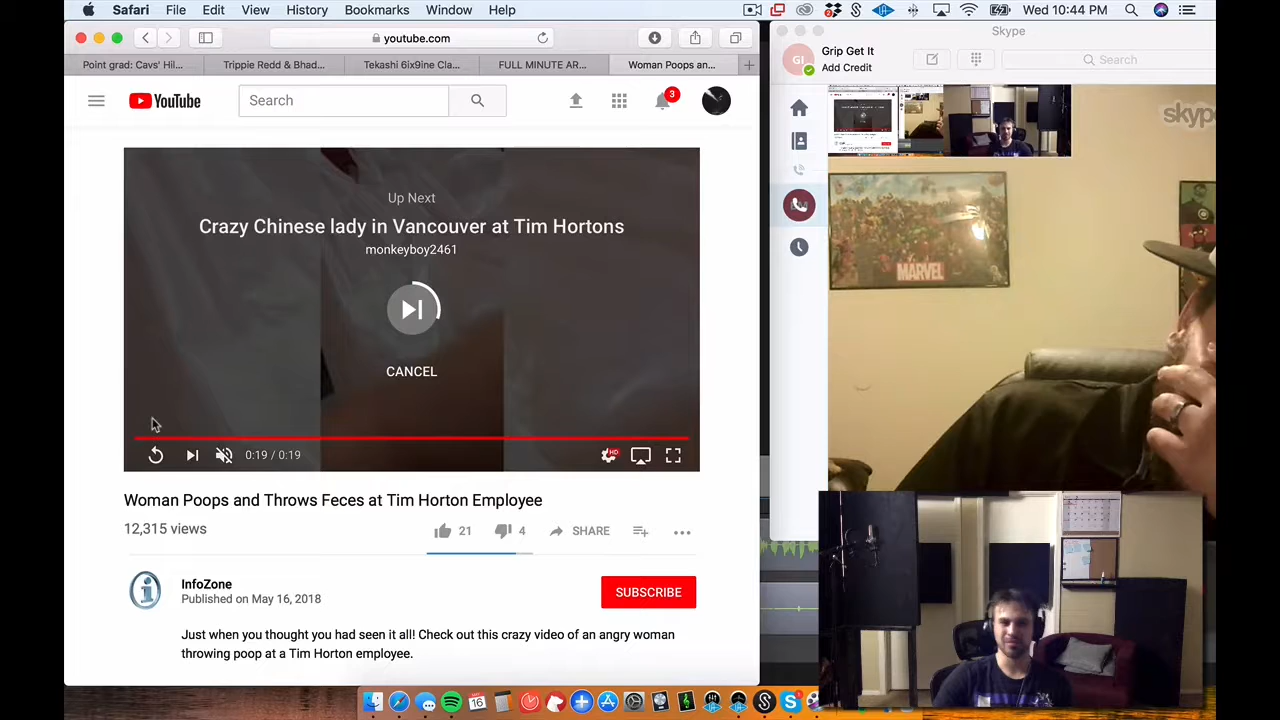 Safari File Edit View History Bookmarks Window Help Wed 10:44 PM
youtube.com
Point grad: Cavs' Hil... Trippie Redd & Bhad... Tekashi 6ix9ine Cla... FULL MINUTE AR... Woman Poops an...
YouTube Search 3
Up Next
Crazy Chinese lady in Vancouver at Tim Hortons
monkeyboy2461
CANCEL
0:19 / 0:19 HD
Woman Poops and Throws Feces at Tim Horton Employee
12,315 views
21 4 SHARE
InfoZone
Published on May 16, 2018
SUBSCRIBE
Just when you thought you had seen it all! Check out this crazy video of an angry woman
throwing poop at a Tim Horton employee.
Skype
GI
Grip Get It
Add Credit
Search
skype
MARVEL
16